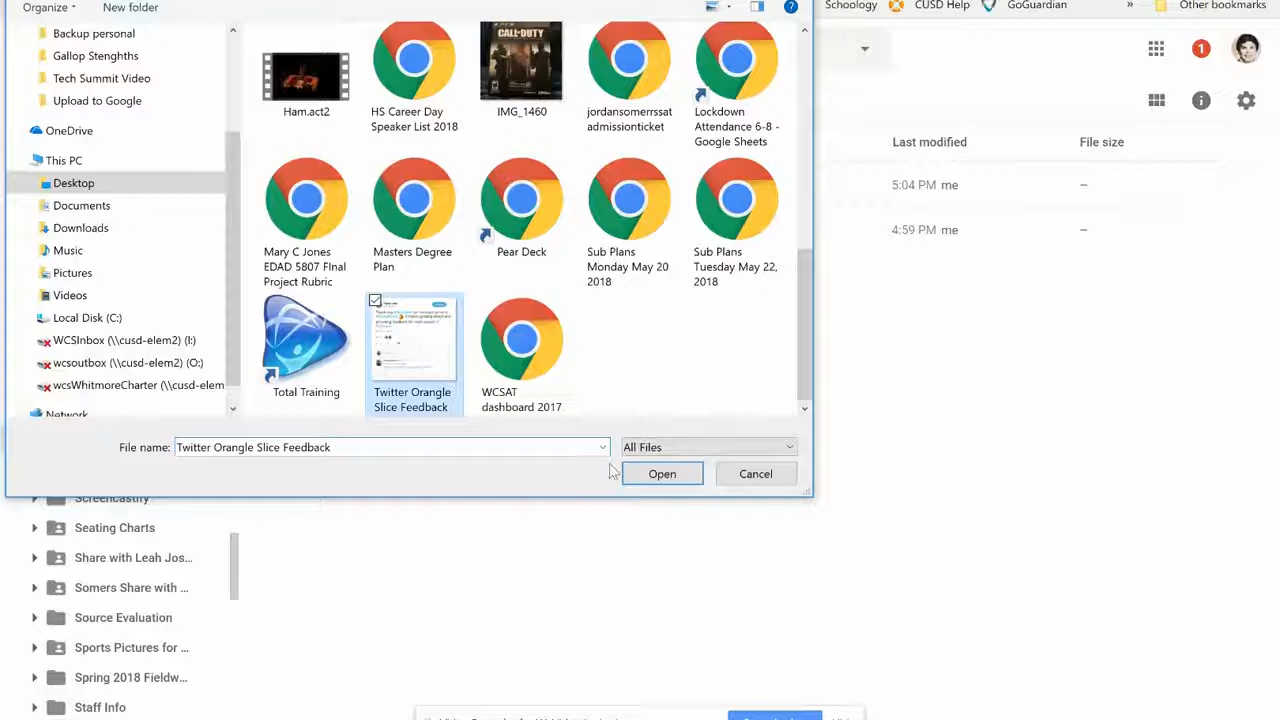 Organize
New folder
Schoology
CUSD Help
GoGuardian
»
Other bookmarks
Backup personal
Gallop Stenghths
Tech Summit Video
Upload to Google
OneDrive
This PC
Desktop
Documents
Downloads
Music
Pictures
Videos
Local Disk (C:)
WCSInbox (\\cusd-elem2) (I:)
wcsoutbox (\\cusd-elem2) (O:)
wcsWhitmoreCharter (\\cusd-elem
Network
CALL OF DUTY
Ham.act2
HS Career Day
Speaker List 2018
IMG_1460
jordansomerrssat
admissionticket
Lockdown
Attendance 6-8 -
Google Sheets
Mary C Jones
EDAD 5807 FInal
Project Rubric
Masters Degree
Plan
Pear Deck
Sub Plans
Monday May 20
2018
Sub Plans
Tuesday May 22,
2018
Total Training
Twitter Orangle
Slice Feedback
WCSAT
dashboard 2017
File name:
Twitter Orangle Slice Feedback
All Files
Open
Cancel
1
Last modified
File size
5:04 PM me
–
4:59 PM me
–
Screencastify
Seating Charts
Share with Leah Jos...
Somers Share with ...
Source Evaluation
Sports Pictures for ...
Spring 2018 Fieldw...
Staff Info